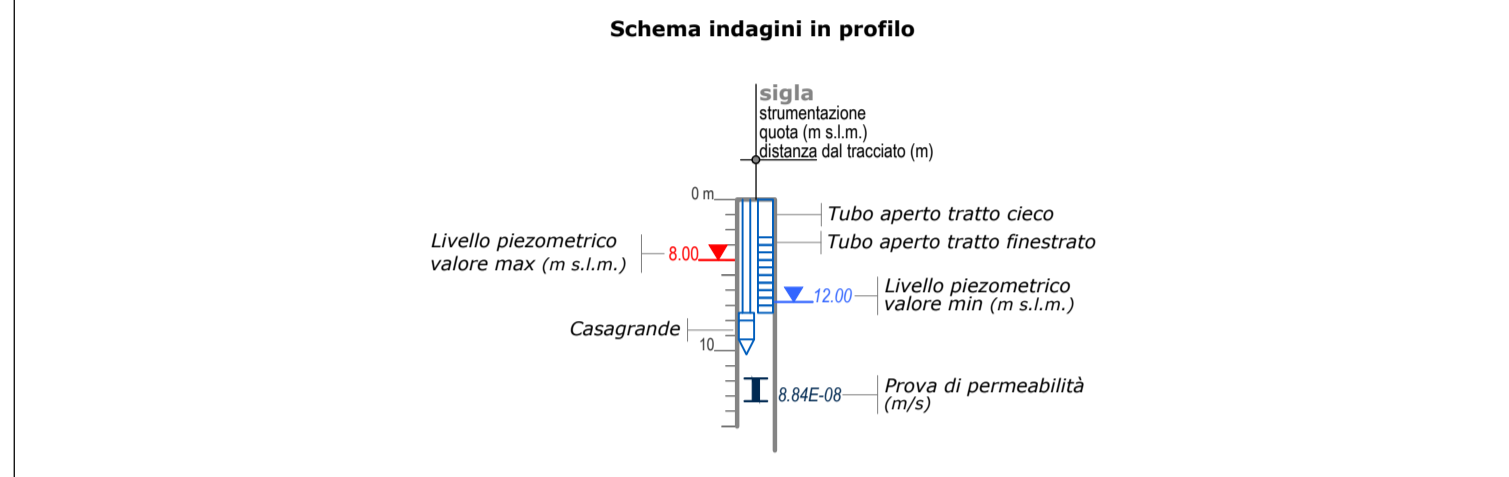 Schema indagini in profilo
sigla
strumentazione
quota (m s.l.m.)
distanza dal tracciato (m)
0 m
Tubo aperto tratto cieco
Tubo aperto tratto finestrato
Livello piezometrico
valore max (m s.l.m.)
8.00
12.00
Livello piezometrico
valore min (m s.l.m.)
Casagrande
10
8.84E-08
Prova di permeabilità
(m/s)